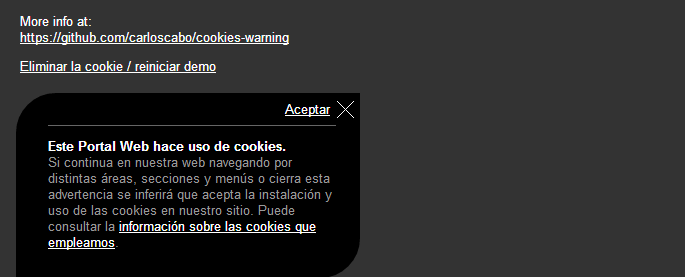 More info at:
https://github.com/carloscabo/cookies-warning
Eliminar la cookie / reiniciar demo
Aceptar
Este Portal Web hace uso de cookies.
Si continua en nuestra web navegando por
distintas áreas, secciones y menús o cierra esta
advertencia se inferirá que acepta la instalación y
uso de las cookies en nuestro sitio. Puede
consultar la información sobre las cookies que
empleamos.